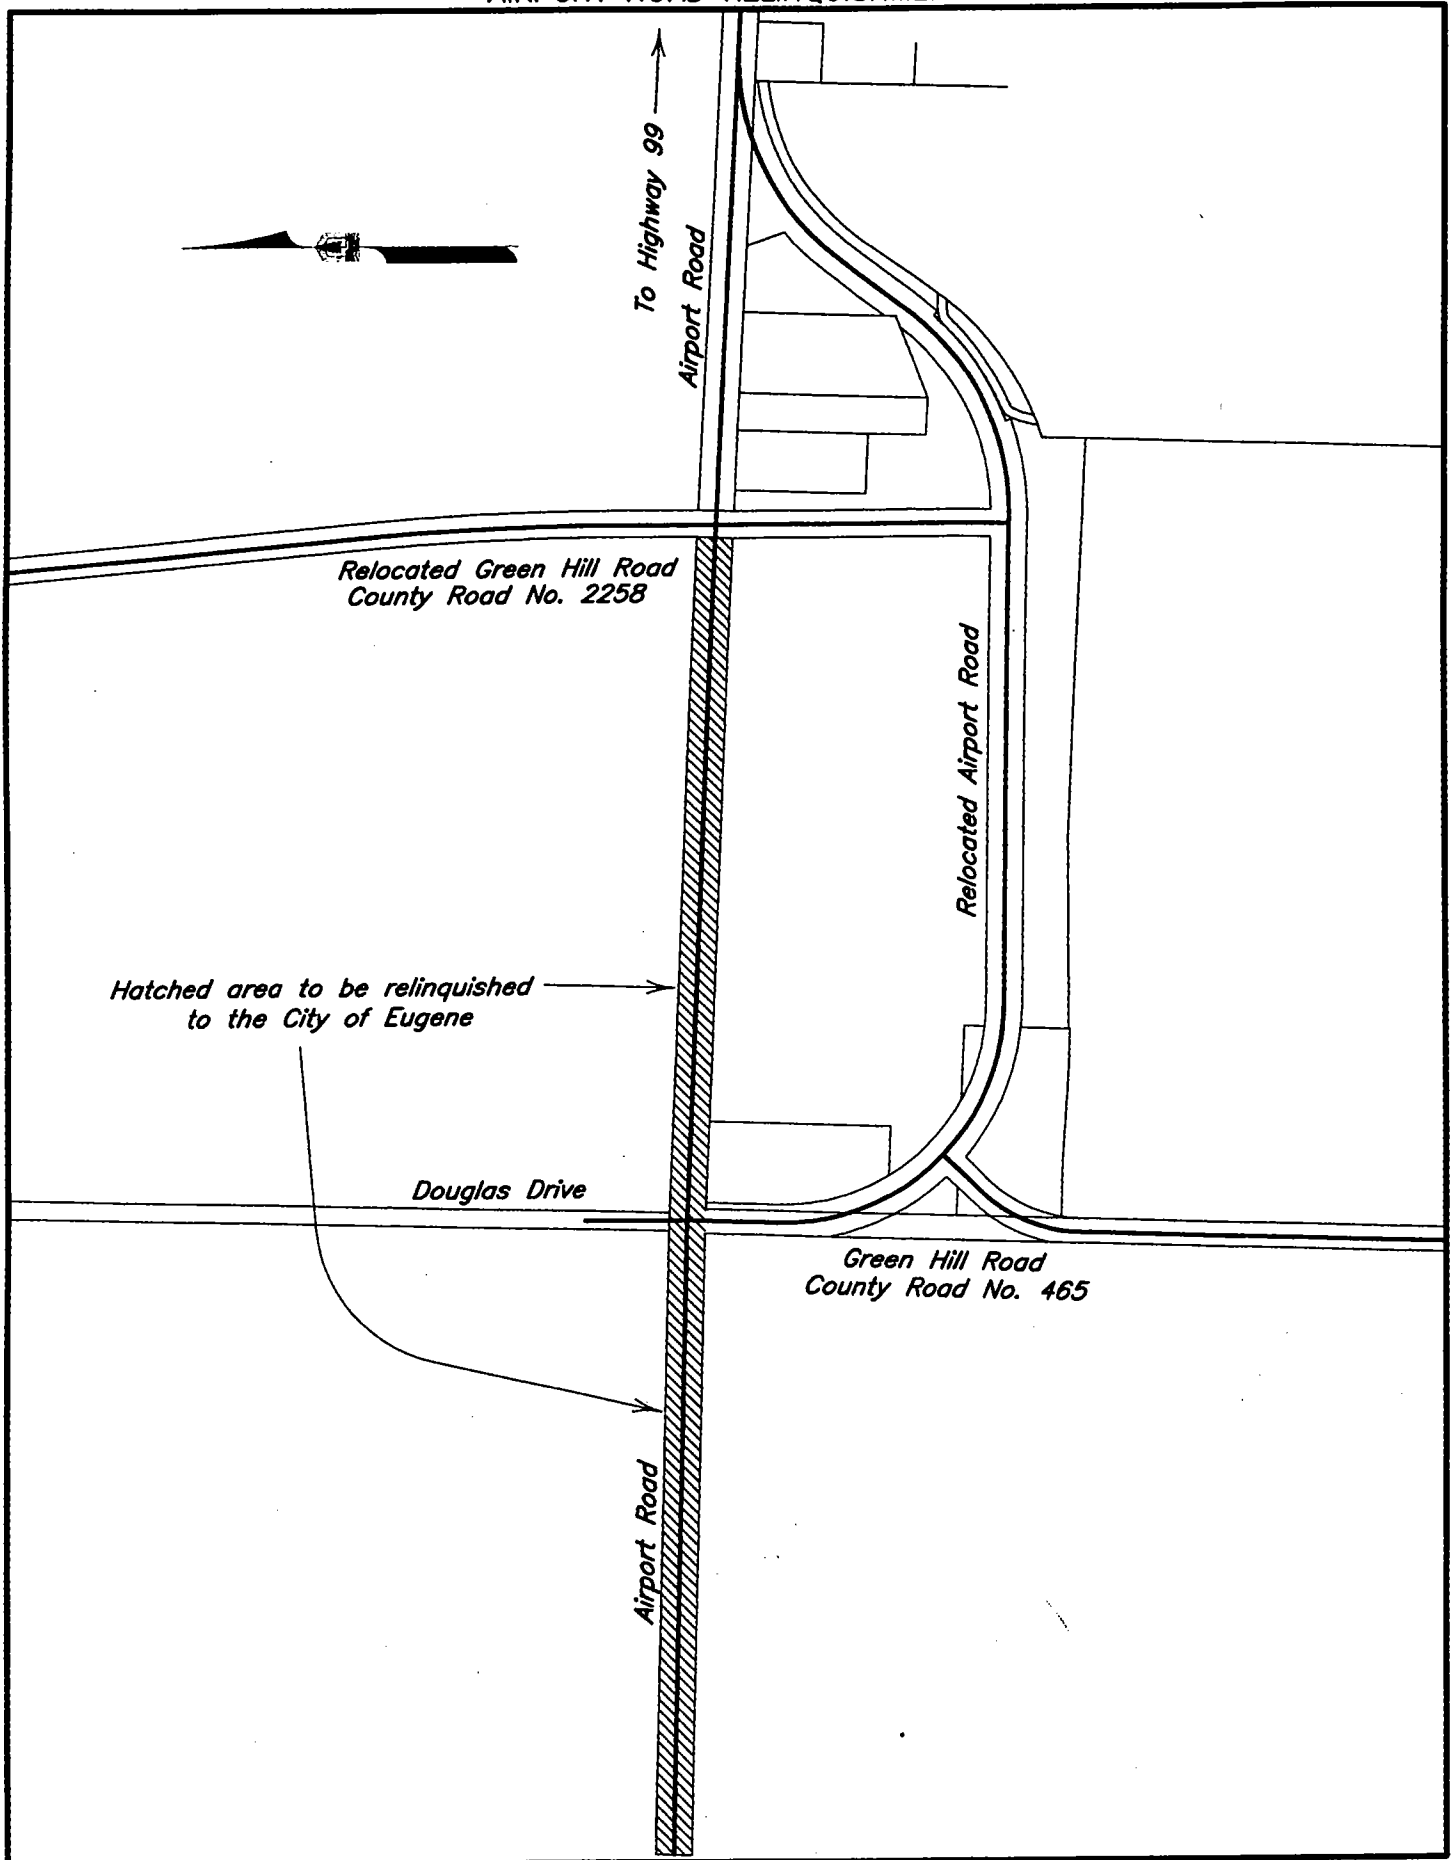 To Highway 99
Airport Road
Relocated Green Hill Road
County Road No. 2258
Relocated Airport Road
Hatched area to be relinquished
to the City of Eugene
Douglas Drive
Green Hill Road
County Road No. 465
Airport Road